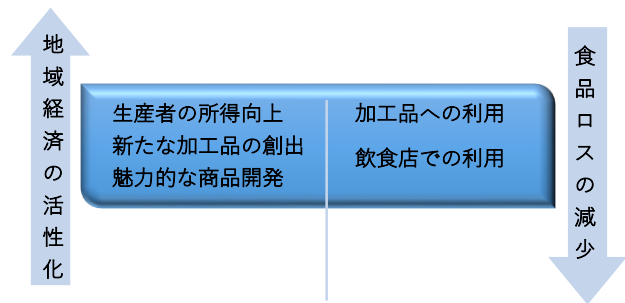 地域経済の活性化
生産者の所得向上
新たな加工品の創出
魅力的な商品開発
加工品への利用
飲食店での利用
食品ロスの減少